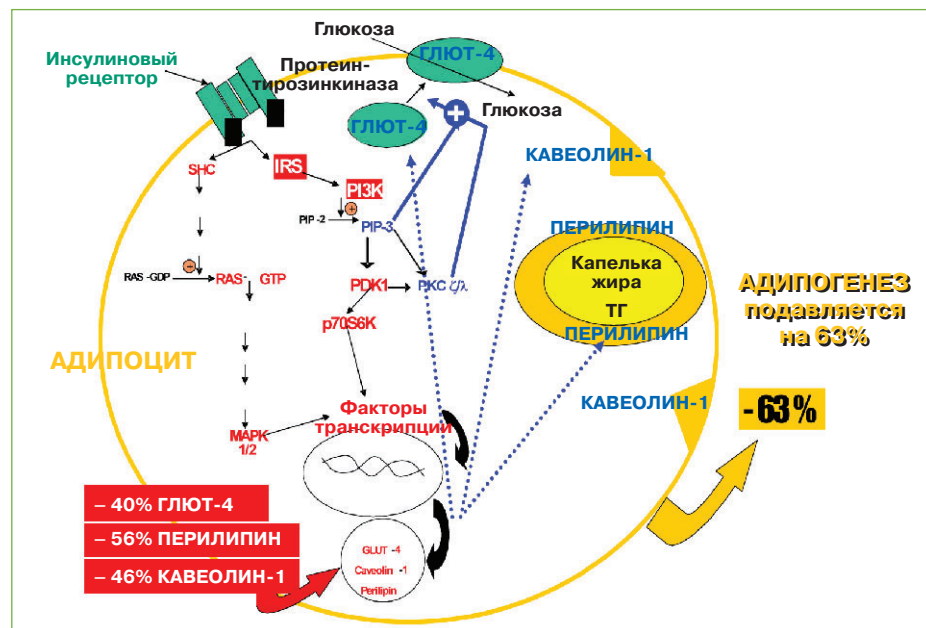 Глюкоза
Инсулиновый
рецептор
Протеин-
тирозинкиназа
ГЛЮТ-4
ГЛЮТ-4
Глюкоза
SHC
IRS
PI3K
PIP -2
PIP-3
КАВЕОЛИН-1
ПЕРИЛИПИН
Капелька
жира
ТГ
ПЕРИЛИПИН
RAS -GDP
RAS- GTP
PDK1
PKC ζ/λ
p70S6K
АДИПОГЕНЕЗ
подавляется
на 63%
АДИПОЦИТ
КАВЕОЛИН-1
-63%
Факторы
транскрипции
MAPK
1/2
– 40% ГЛЮТ-4
– 56% ПЕРИЛИПИН
– 46% КАВЕОЛИН-1
GLUT -4
Caveolin -1
Perilipin